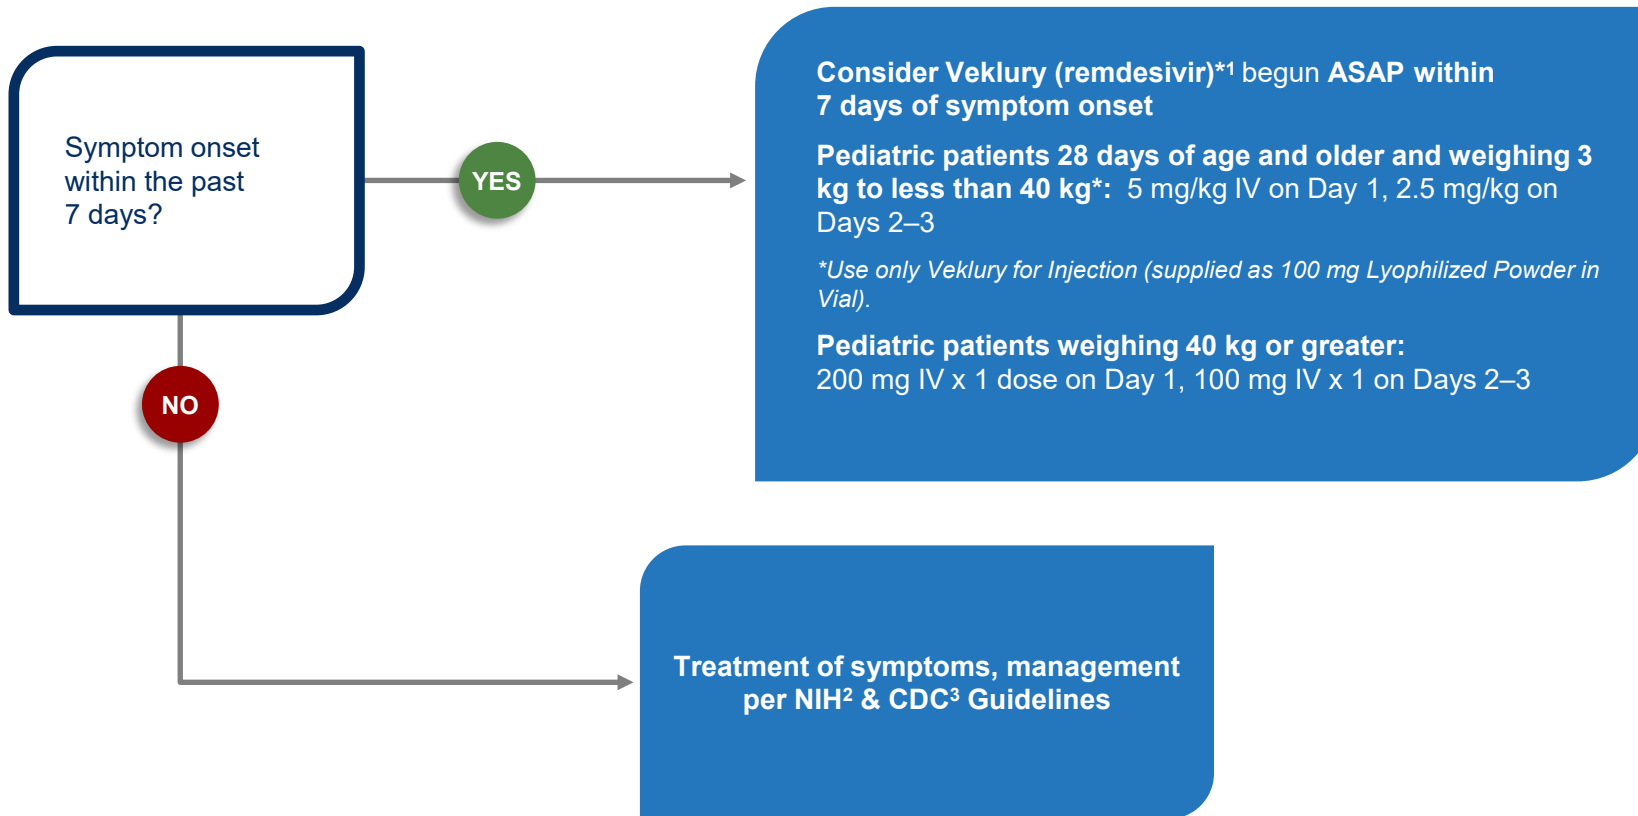 Symptom onset
within the past
7 days?
YES
Consider Veklury (remdesivir)*1 begun ASAP within
7 days of symptom onset
Pediatric patients 28 days of age and older and weighing 3
kg to less than 40 kg*: 5 mg/kg IV on Day 1, 2.5 mg/kg on
Days 2–3
*Use only Veklury for Injection (supplied as 100 mg Lyophilized Powder in
Vial).
Pediatric patients weighing 40 kg or greater:
200 mg IV x 1 dose on Day 1, 100 mg IV x 1 on Days 2–3
NO
Treatment of symptoms, management
per NIH2 & CDC3 Guidelines